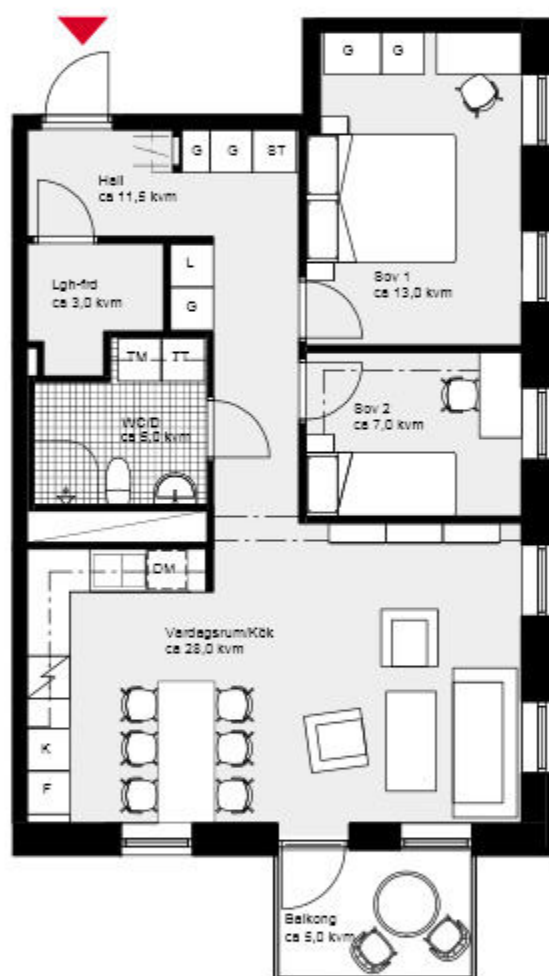 G G
G G ST
Hall
ca 11,5 kvm
L
Lgh-frd
ca 3,0 kvm
G
Sov 1
ca 13,0 kvm
TM TT
WC/D
ca 5,0 kvm
Sov 2
ca 7,0 kvm
DM
Vardagsrum/Kök
ca 28,0 kvm
K
F
Balkong
ca 5,0 kvm